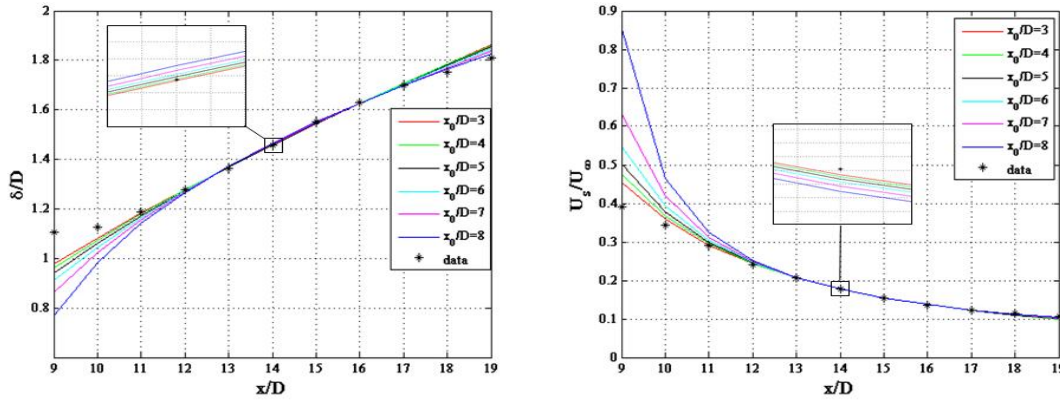 2
1.8
1.6
1.4
1.2
1
0.8
0.6
δ/D
9 10 11 12 13 14 15 16 17 18 19
x/D
x0/D=3
x0/D=4
x0/D=5
x0/D=6
x0/D=7
x0/D=8
data
0.9
0.8
0.7
0.6
0.5
0.4
0.3
0.2
0.1
0
Us/U∞
9 10 11 12 13 14 15 16 17 18 19
x/D
x0/D=3
x0/D=4
x0/D=5
x0/D=6
x0/D=7
x0/D=8
data